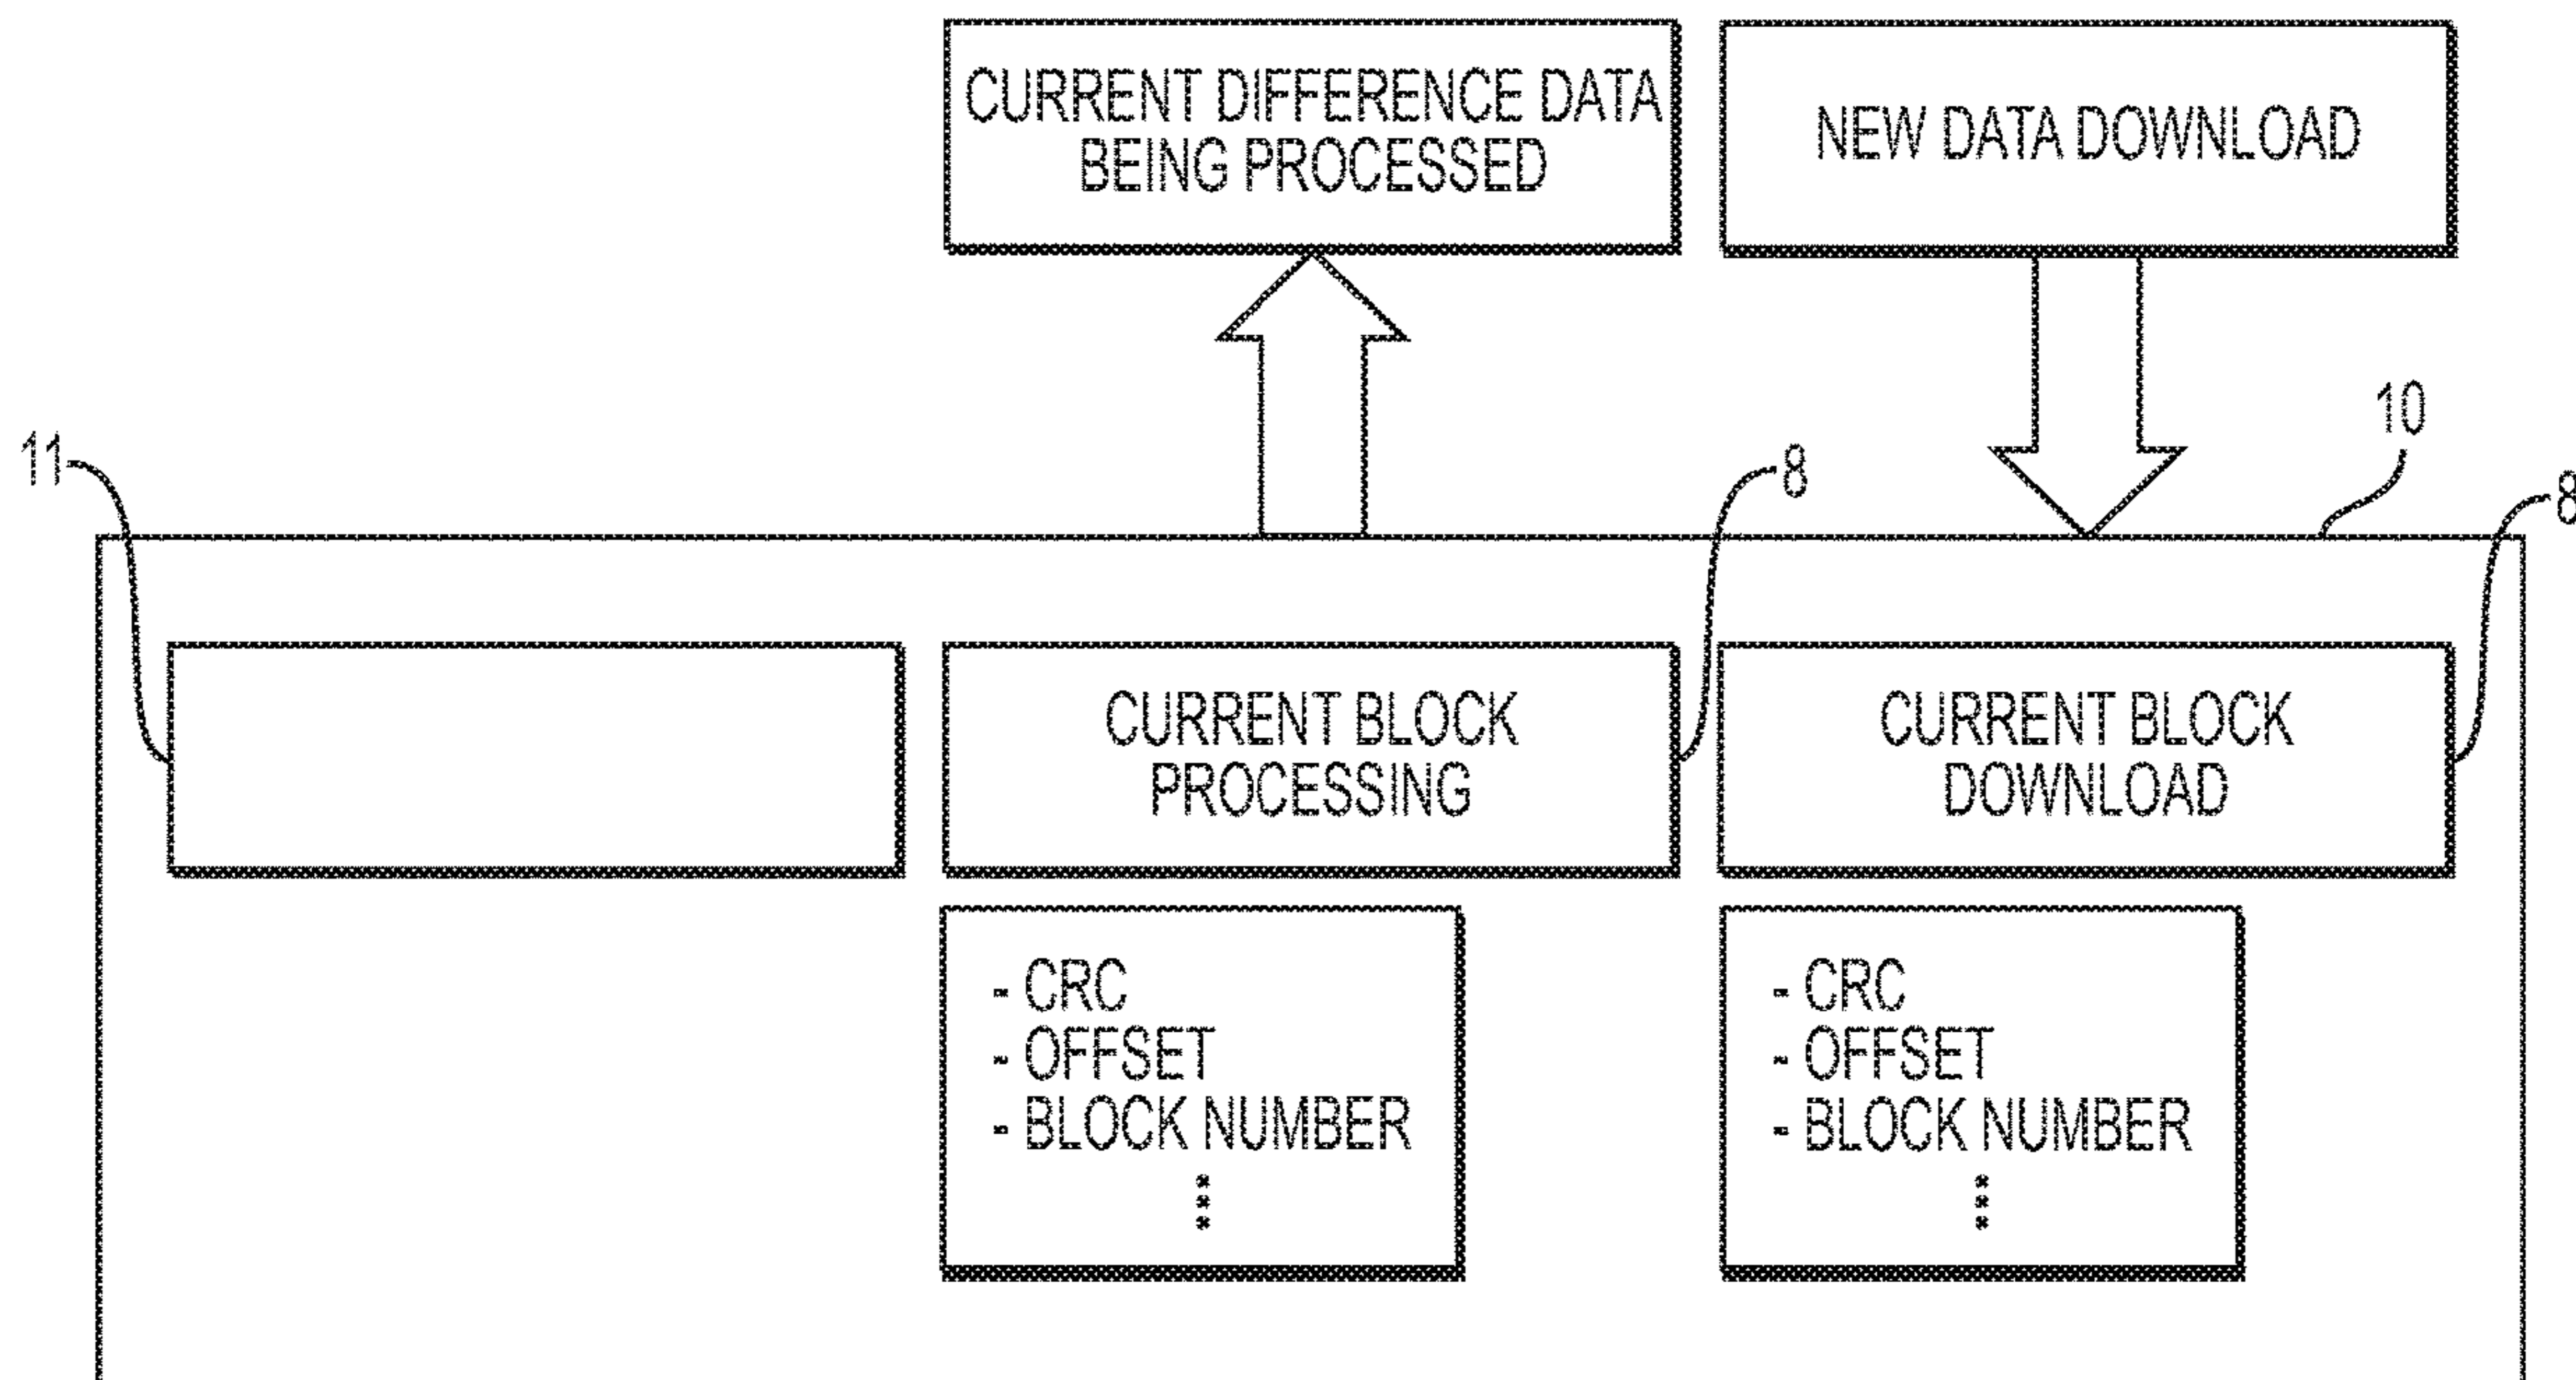 CURRENT DIFFERENCE DATA
BEING PROCESSED
NEW DATA DOWNLOAD
10
11
8
8
CURRENT BLOCK
PROCESSING
CURRENT BLOCK
DOWNLOAD
- CRC
- OFFSET
- BLOCK NUMBER
- CRC
- OFFSET
- BLOCK NUMBER